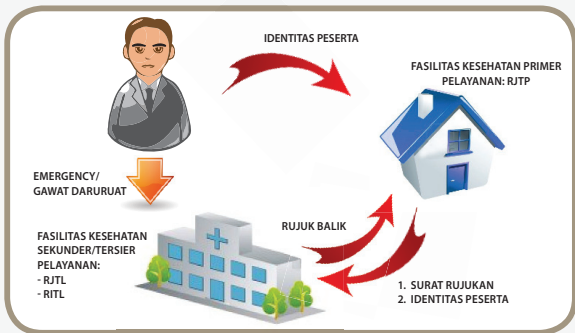 IDENTITAS PESERTA
FASILITAS KESEHATAN PRIMER
PELAYANAN: RJTP
EMERGENCY/
GAWAT DARURUAT
FASILITAS KESEHATAN
SEKUNDER/TERSIER
PELAYANAN:
- RJTL
- RITL
RUJUK BALIK
1. SURAT RUJUKAN
2. IDENTITAS PESERTA